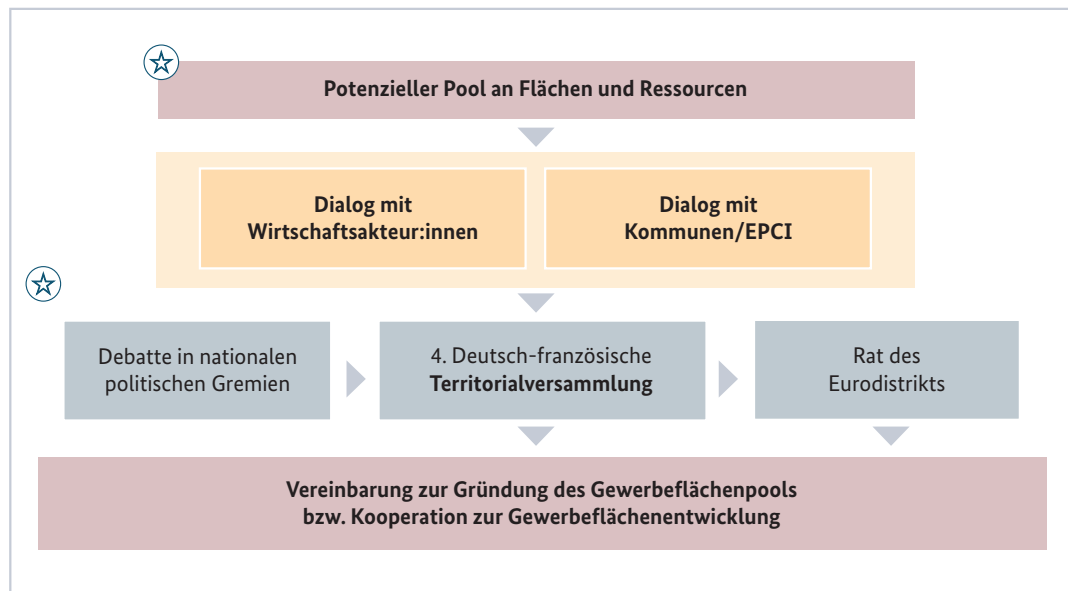 Potenzieller Pool an Flächen und Ressourcen
Dialog mit
Wirtschaftsakteur:innen
Dialog mit
Kommunen/EPCI
Debatte in nationalen
politischen Gremien
4. Deutsch-französische
Territorialversammlung
Rat des
Eurodistrikts
Vereinbarung zur Gründung des Gewerbeflächenpools
bzw. Kooperation zur Gewerbeflächenentwicklung